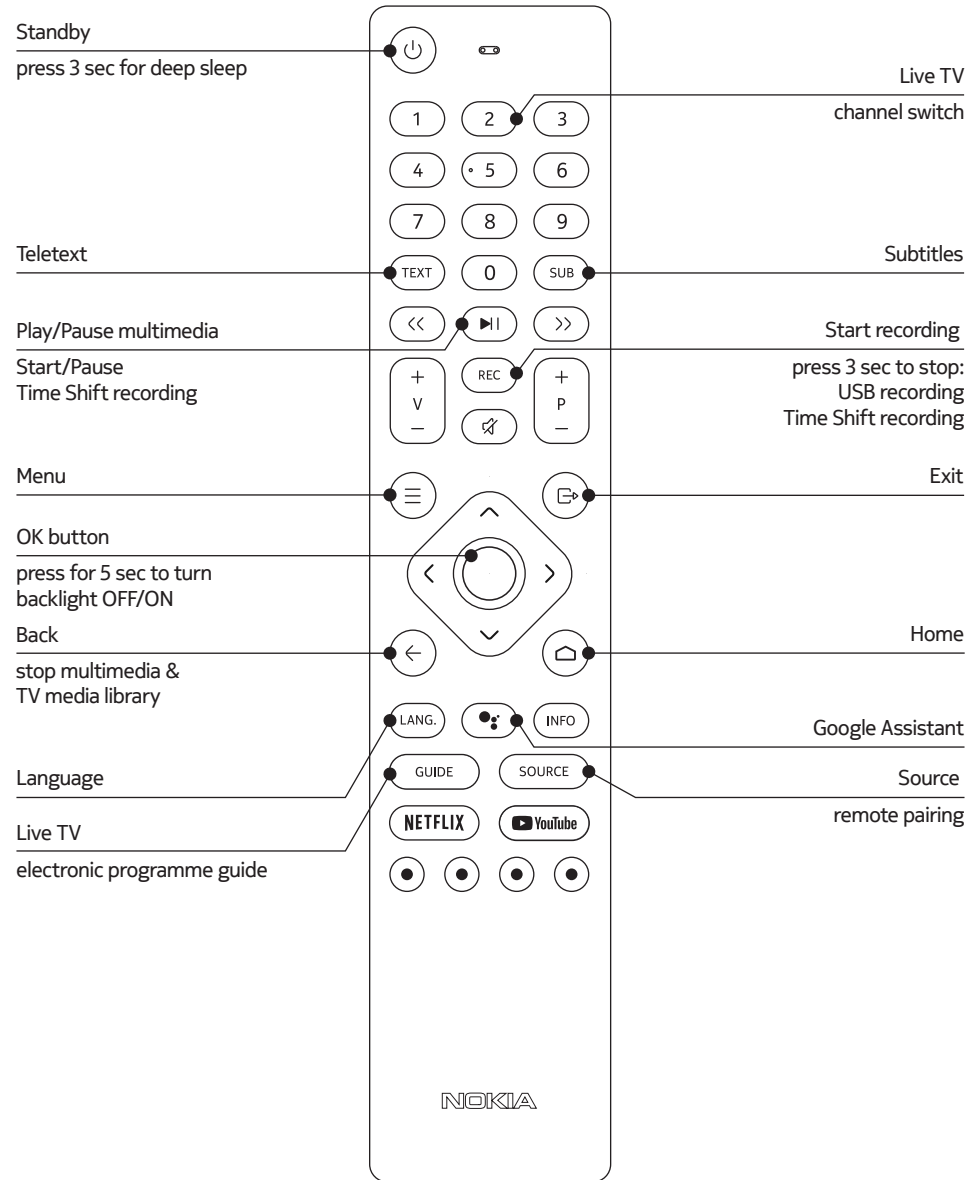 Standby
press 3 sec for deep sleep
Live TV
channel switch
1 2 3
4 5 6
7 8 9
Teletext
TEXT 0 SUB
Subtitles
Play/Pause multimedia
Start/Pause
Time Shift recording
Start recording
press 3 sec to stop:
USB recording
Time Shift recording
+ REC +
V P
- -
Menu
Exit
OK button
press for 5 sec to turn
backlight OFF/ON
Back
stop multimedia &
TV media library
Home
LANG. INFO
Google Assistant
Language
GUIDE SOURCE
Source
remote pairing
Live TV
electronic programme guide
NETFLIX YouTube
NOKIA